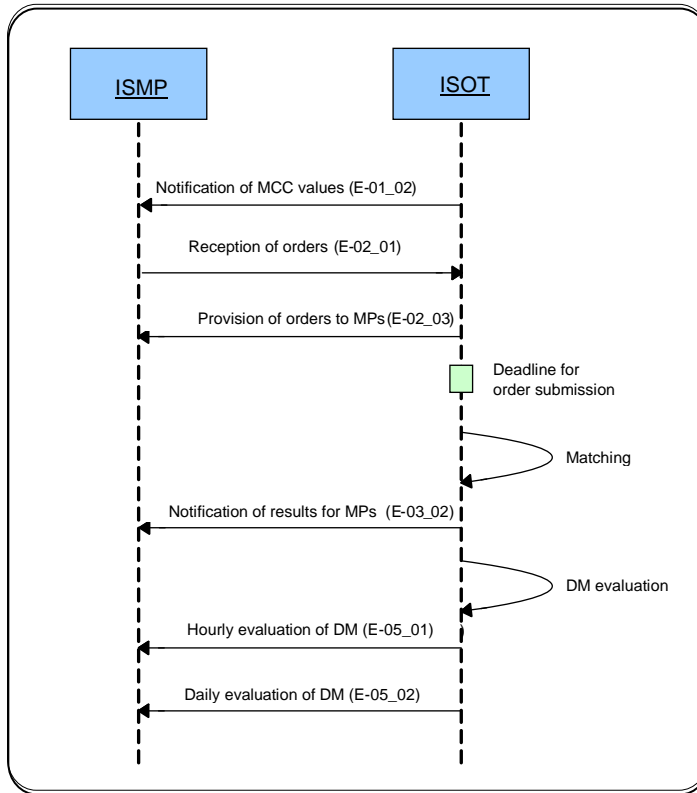 ISMP
ISOT
Notification of MCC values (E-01_02)
Reception of orders (E-02_01)
Provision of orders to MPs(E-02_03)
Deadline for
order submission
Matching
Notification of results for MPs (E-03_02)
DM evaluation
Hourly evaluation of DM (E-05_01) )
Daily evaluation of DM (E-05_02)